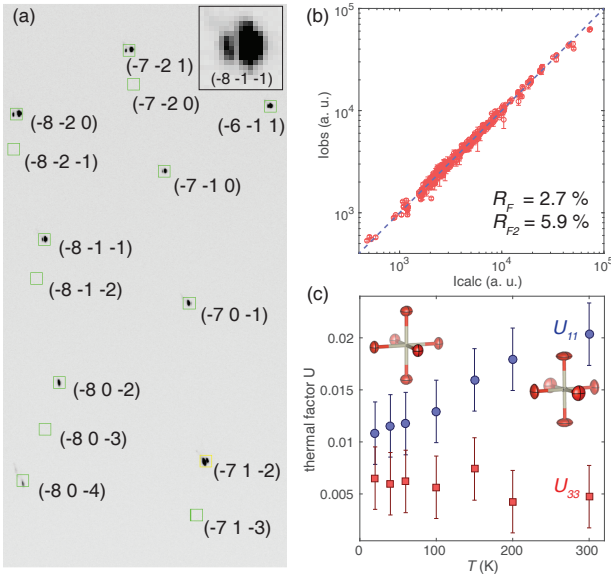 (a)
(-7 -2 1)
(-8 -1 -1)
(-7 -2 0)
(-8 -2 0)
(-6 -1 1)
(-8 -2 -1)
(-7 -1 0)
(-8 -1 -1)
(-8 -1 -2)
(-7 0 -1)
(-8 0 -2)
(-8 0 -3)
(-8 0 -4)
(-7 1 -2)
(-7 1 -3)
(b)
Iobs (a. u.)
10^5
10^4
10^3
R_F = 2.7 %
R_F2 = 5.9 %
10^3 10^4 10^5
Icalc (a. u.)
(c)
thermal factor U
0.02
0.015
0.01
0.005
U_11
U_33
0 100 200 300
T (K)